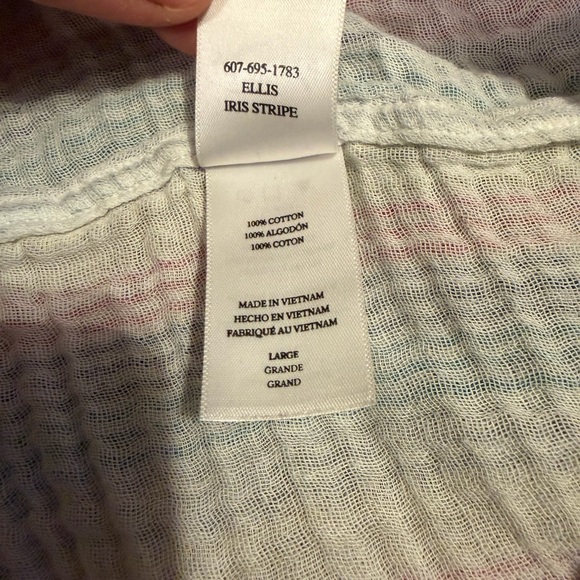 607-695-1783
ELLIS
IRIS STRIPE
100% COTTON
100% ALGODÓN
100% COTON
MADE IN VIETNAM
HECHO EN VIETNAM
FABRIQUÉ AU VIETNAM
LARGE
GRANDE
GRAND